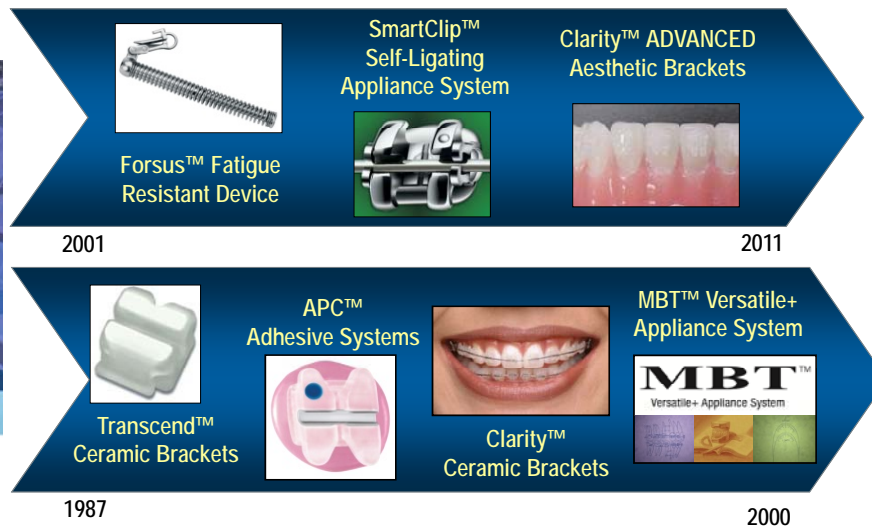 Forsus™ Fatigue
Resistant Device
SmartClip™
Self-Ligating
Appliance System
Clarity™ ADVANCED
Aesthetic Brackets
2001
2011
Transcend™
Ceramic Brackets
APC™
Adhesive Systems
Clarity™
Ceramic Brackets
MBT™ Versatile+
Appliance System
MBT™
Versatile+ Appliance System
1987
2000